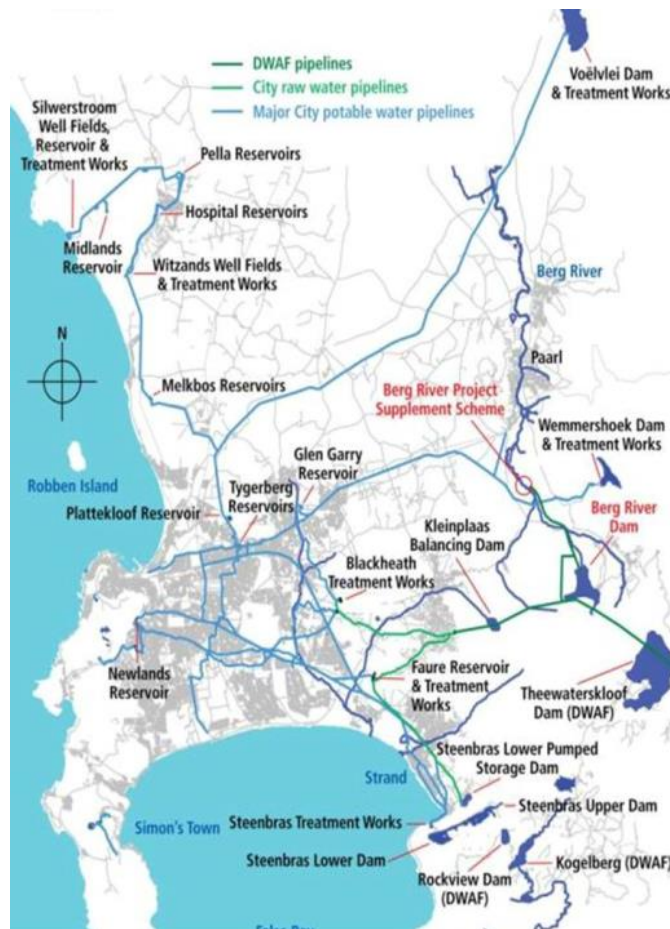 DWAF pipelines
City raw water pipelines
Major City potable water pipelines
Voëlvlei Dam
& Treatment Works
Silwerstroom
Well Fields,
Reservoir &
Treatment Works
Pella Reservoirs
Hospital Reservoirs
Midlands
Reservoir
Witzands Well Fields
& Treatment Works
Berg River
N
Paarl
Melkbos Reservoirs
Berg River Project
Supplement Scheme
Wemmershoek Dam
& Treatment Works
Glen Garry
Reservoir
Robben Island
Tygerberg
Reservoirs
Plattekloof Reservoir
Berg River
Dam
Kleinplaas
Balancing Dam
Blackheath
Treatment Works
Newlands
Reservoir
Faure Reservoir
& Treatment
Works
Theewaterskloof
Dam (DWAF)
Steenbras Lower Pumped
Storage Dam
Strand
Steenbras Upper Dam
Simon's Town
Steenbras Treatment Works
Steenbras Lower Dam
Kogelberg (DWAF)
Rockview Dam
(DWAF)